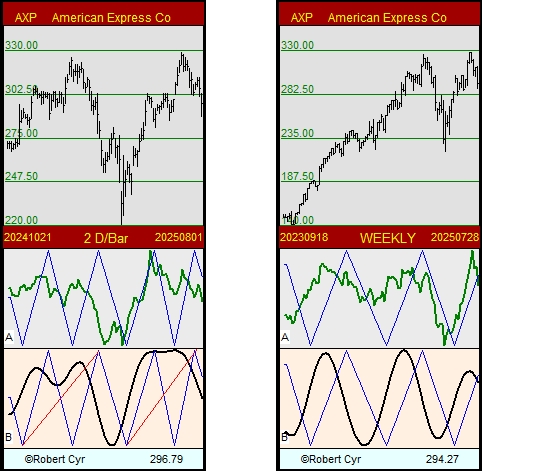 AXP American Express Co
330.00
302.50
275.00
247.50
220.00
20241021 2 D/Bar 20250801
A
B
©Robert Cyr 296.79
AXP American Express Co
330.00
282.50
235.00
187.50
20230918 WEEKLY 20250728
A
B
©Robert Cyr 294.27